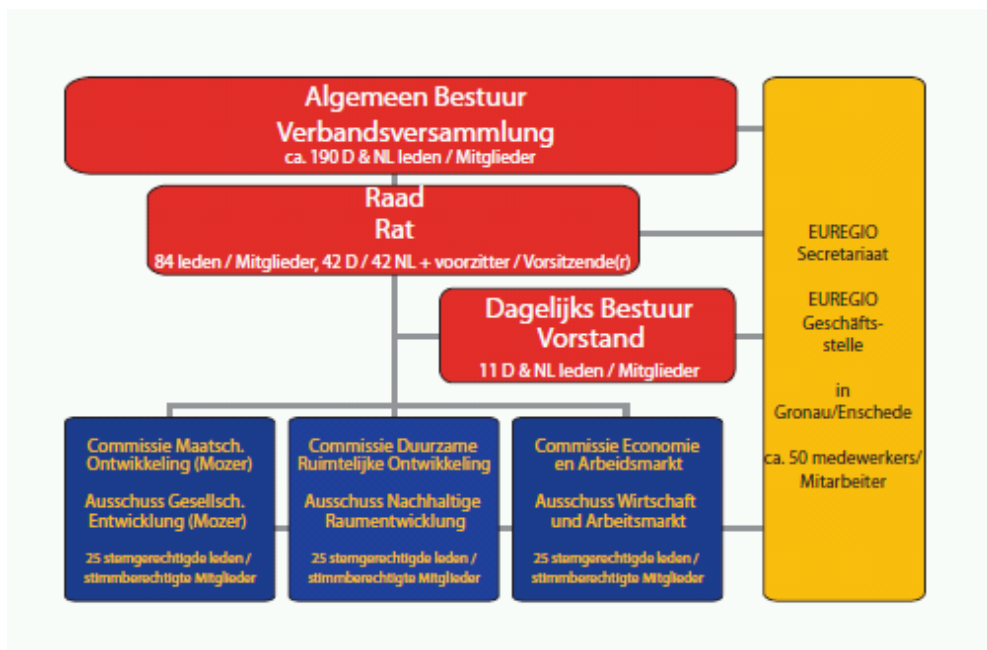 Algemeen Bestuur
Verbandsversammlung
ca. 190 D & NL leden / Mitglieder
Raad
Rat
84 leden / Mitglieder, 42 D / 42 NL + voorzitter / Vorsitzende(r)
Dagelijks Bestuur
Vorstand
11 D & NL leden / Mitglieder
Commissie Maatsch.
Ontwikkeling (Mozer)
Ausschuss Gesellsch.
Entwicklung (Mozer)
25 stemgerechtigde leden /
stimmberechtigte Mitglieder
Commissie Duurzame
Ruimtelijke Ontwikkeling
Ausschuss Nachhaltige
Raumentwicklung
25 stemgerechtigde leden /
stimmberechtigte Mitglieder
Commissie Economie
en Arbeidsmarkt
Ausschuss Wirtschaft
und Arbeitsmarkt
25 stemgerechtigde leden /
stimmberechtigte Mitglieder
EUREGIO
Secretariaat
EUREGIO
Geschäfts-
stelle
in
Gronau/Enschede
ca. 50 medewerkers/
Mitarbeiter